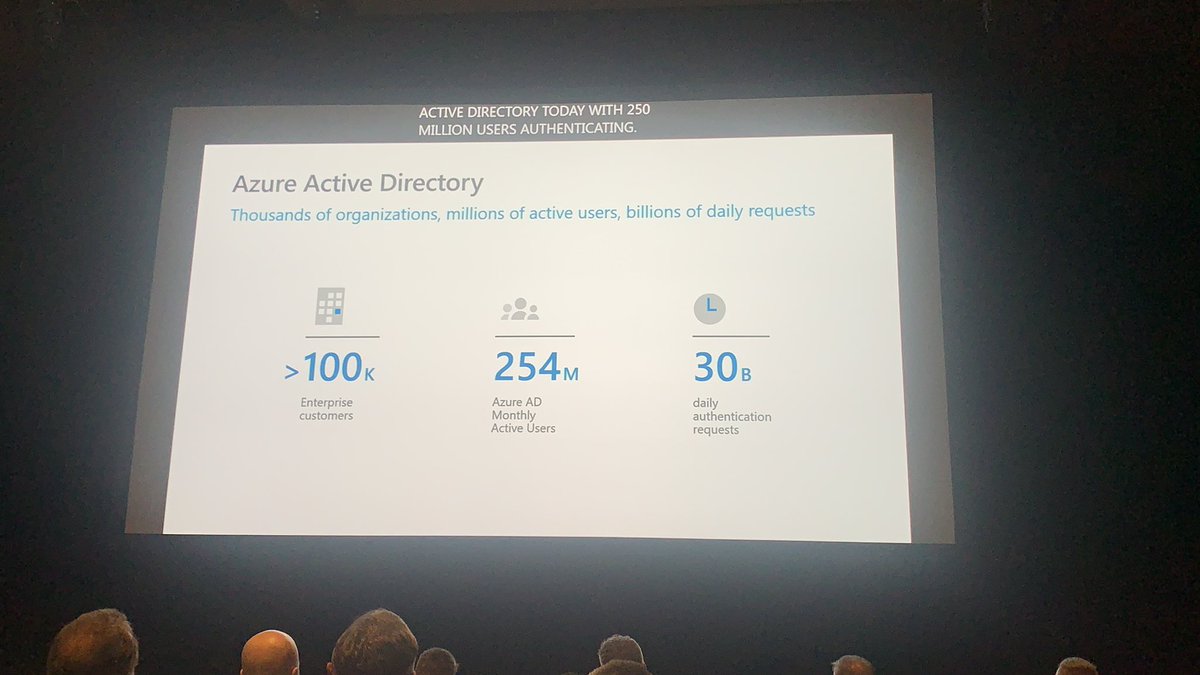 ACTIVE DIRECTORY TODAY WITH 250
MILLION USERS AUTHENTICATING.
Azure Active Directory
Thousands of organizations, millions of active users, billions of daily requests
>100K
Enterprise
customers
254M
Azure AD
Monthly
Active Users
30B
daily
authentication
requests